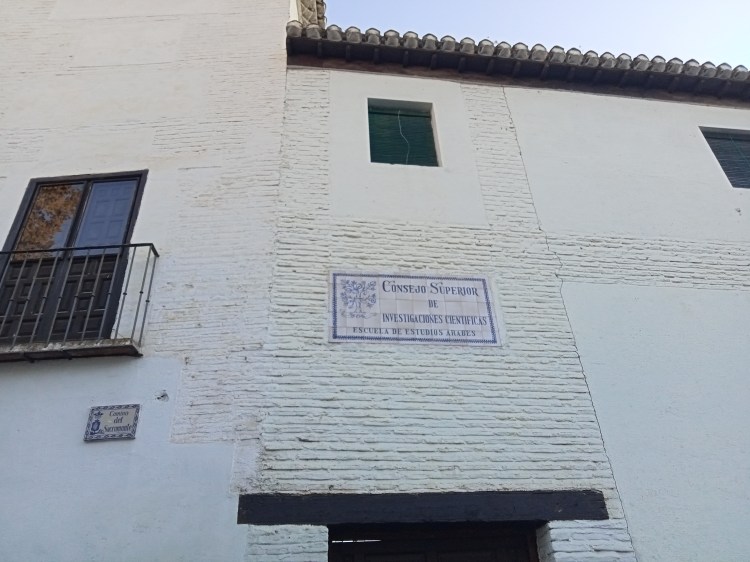 Consejo Superior
DE
INVESTIGACIONES CIENTIFICAS
ESCUELA DE ESTUDIOS ARABES
Camino
del
Sacromonte